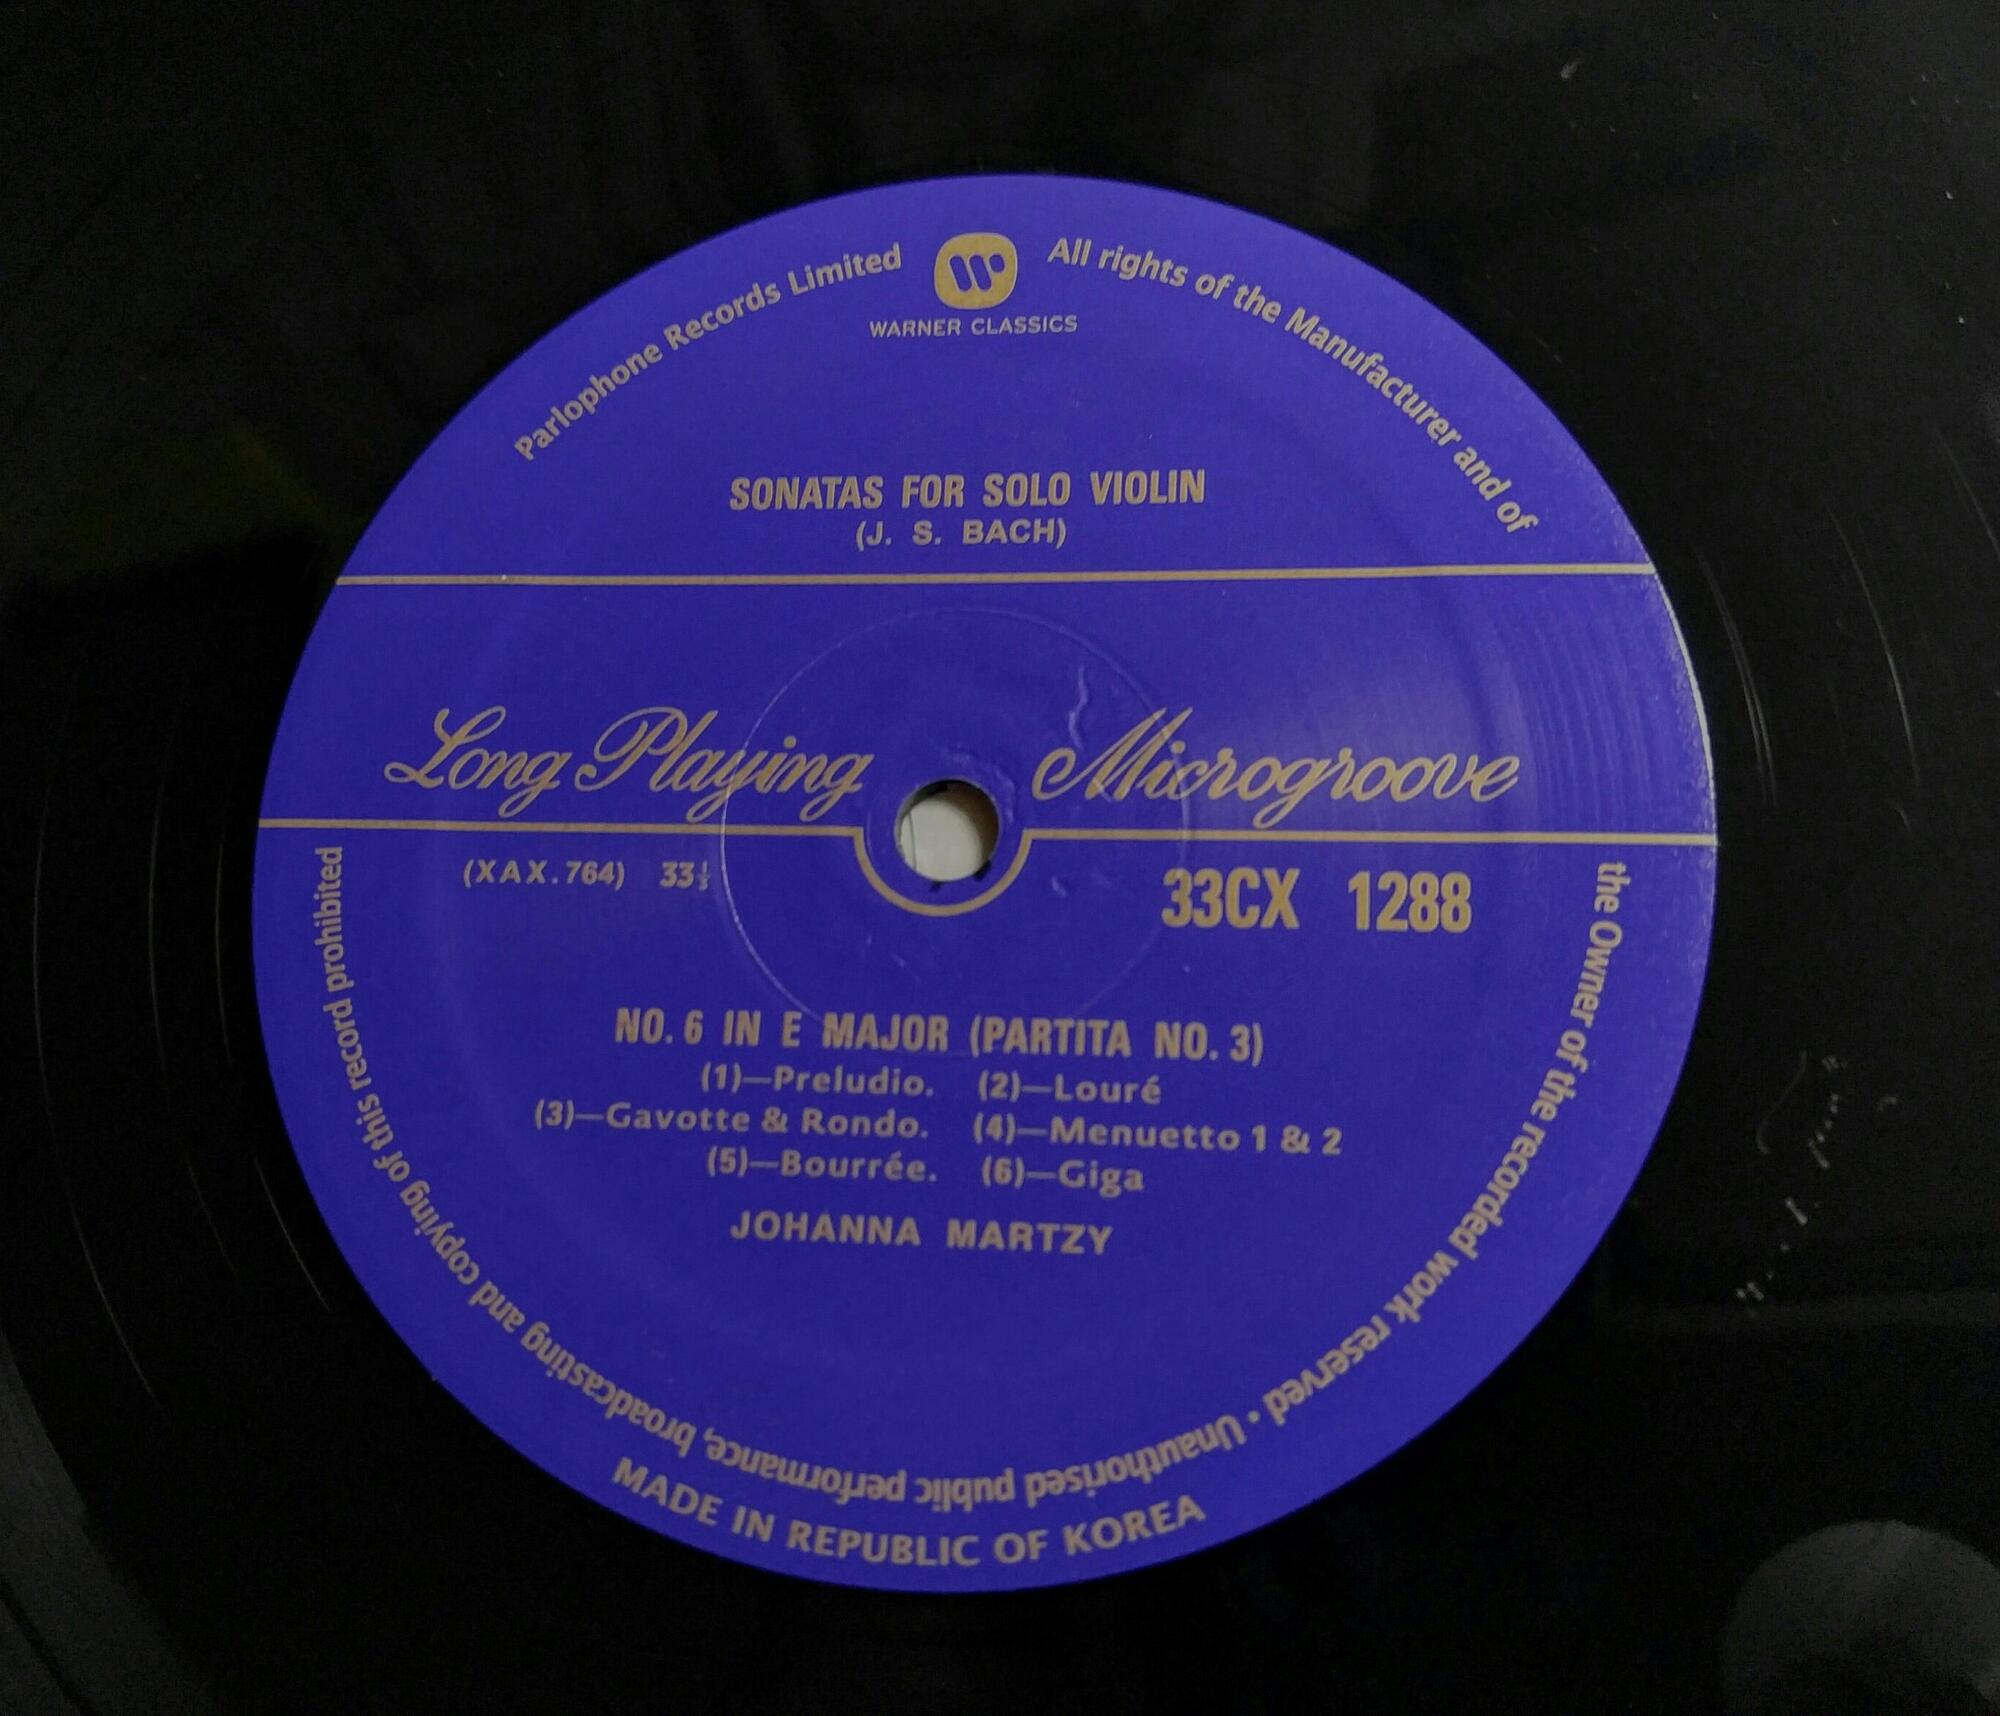 Parlophone Records Limited
WARNER CLASSICS
All rights of the Manufacturer and of
the Owner of the recorded work reserved · Unauthorised public performance, broadcasting and copying of this record prohibited
SONATAS FOR SOLO VIOLIN
(J. S. BACH)
Long Playing Microgroove
(XAX.764) 33⅓
33CX 1288
NO. 6 IN E MAJOR (PARTITA NO. 3)
(1)—Preludio. (2)—Louré
(3)—Gavotte & Rondo. (4)—Menuetto 1 & 2
(5)—Bourrée. (6)—Giga
JOHANNA MARTZY
MADE IN REPUBLIC OF KOREA